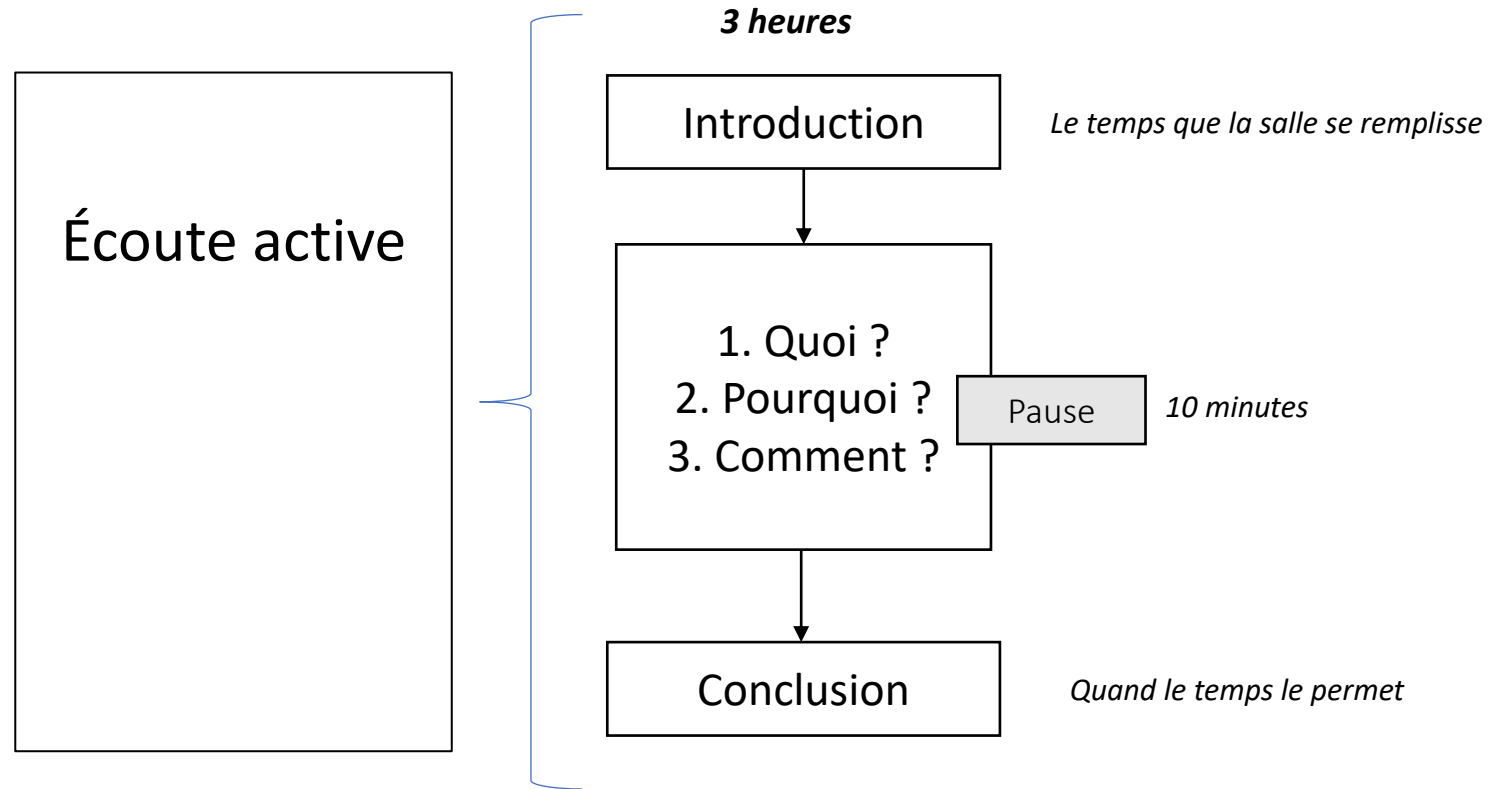 3 heures
Écoute active
Introduction
Le temps que la salle se remplisse
1. Quoi ?
2. Pourquoi ?
3. Comment ?
Pause
10 minutes
Conclusion
Quand le temps le permet